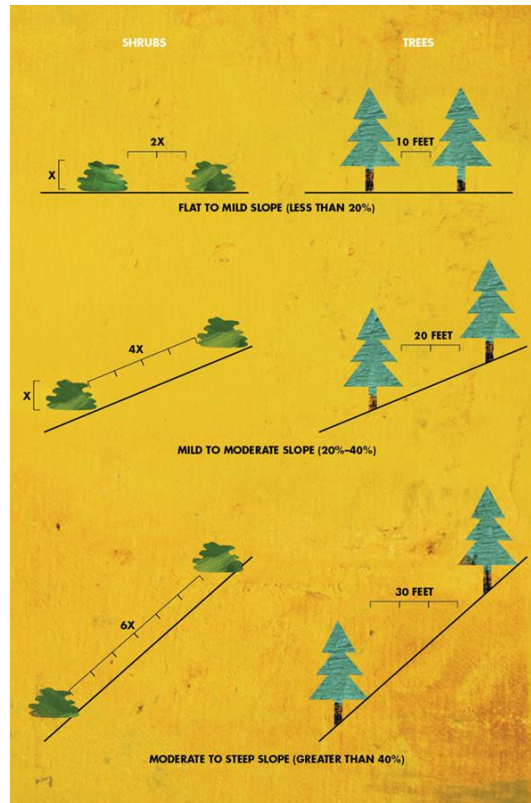 SHRUBS
TREES
2X
10 FEET
X
FLAT TO MILD SLOPE (LESS THAN 20%)
4X
20 FEET
X
MILD TO MODERATE SLOPE (20%–40%)
6X
30 FEET
MODERATE TO STEEP SLOPE (GREATER THAN 40%)